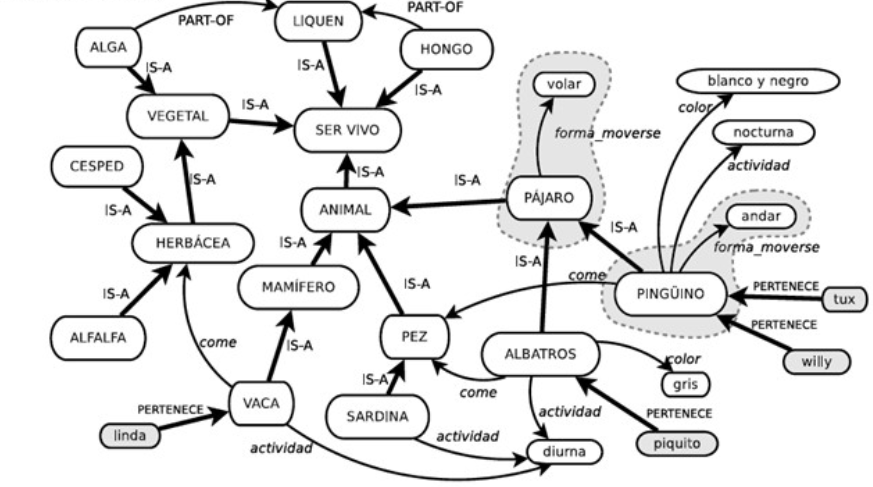 PART-OF
PART-OF
LIQUEN
ALGA
HONGO
IS-A
IS-A
IS-A
VEGETAL
IS-A
SER VIVO
volar
forma_moverse
blanco y negro
color
nocturna
actividad
CESPED
IS-A
IS-A
IS-A
IS-A
PÁJARO
ANIMAL
andar
forma_moverse
HERBÁCEA
IS-A
IS-A
IS-A
IS-A
IS-A
MAMÍFERO
come
PINGÜINO
PERTENECE
tux
PERTENECE
willy
ALFALFA
come
IS-A
PEZ
ALBATROS
color
gris
IS-A
come
VACA
SARDINA
PERTENECE
linda
actividad
actividad
actividad
PERTENECE
piquito
diurna